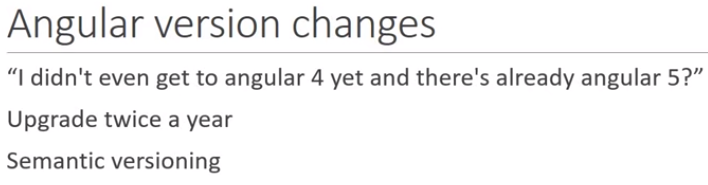 Angular version changes
“I didn't even get to angular 4 yet and there's already angular 5?”
Upgrade twice a year
Semantic versioning